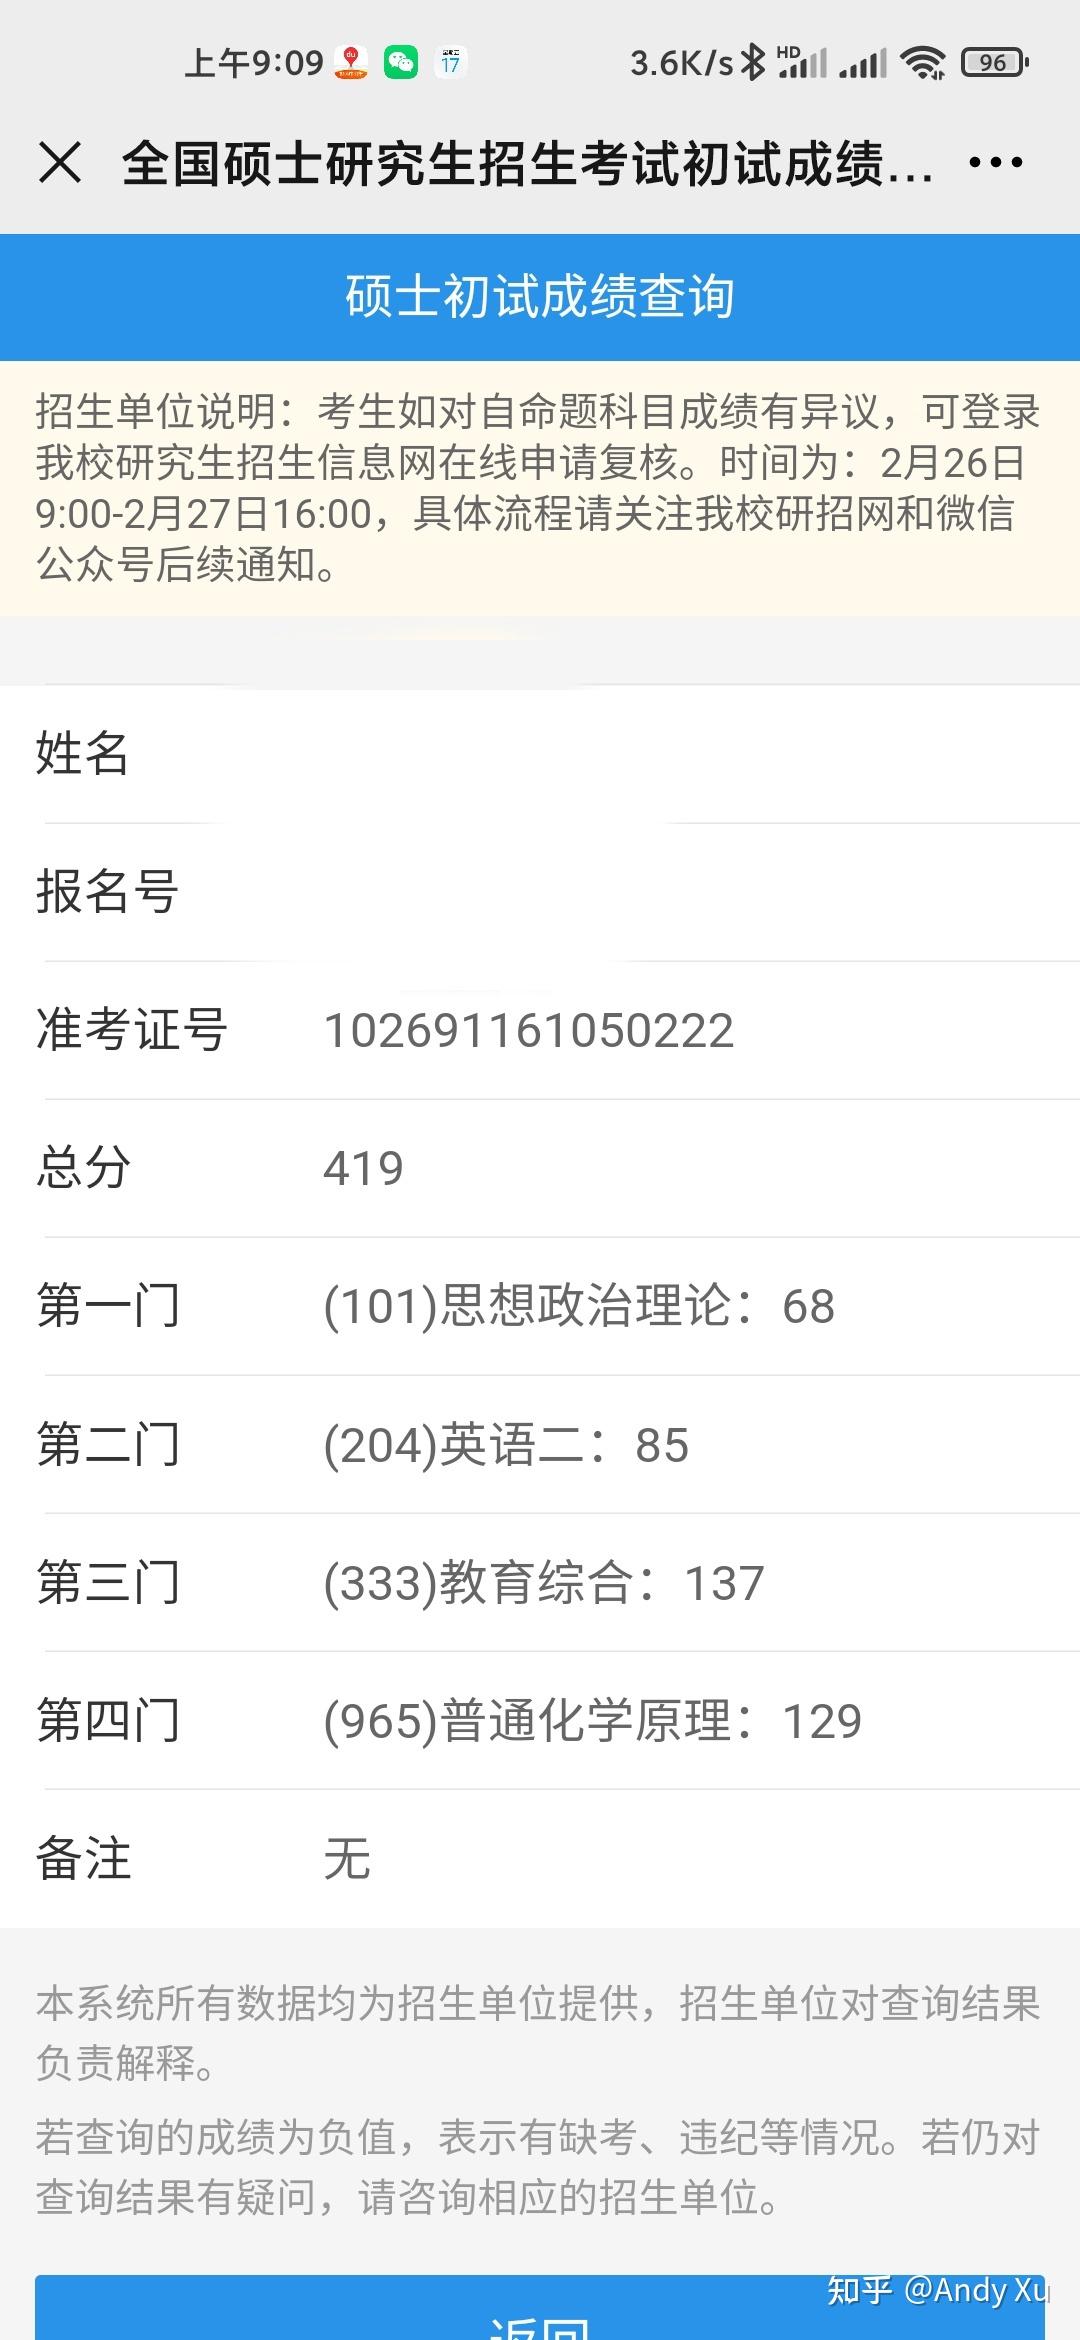 上午9:09
3.6K/s
HD
96
du
17
全国硕士研究生招生考试初试成绩...
硕士初试成绩查询
招生单位说明：考生如对自命题科目成绩有异议，可登录
我校研究生招生信息网在线申请复核。时间为：2月26日
9:00-2月27日16:00，具体流程请关注我校研招网和微信
公众号后续通知。
姓名
报名号
准考证号 102691161050222
总分 419
第一门 (101)思想政治理论：68
第二门 (204)英语二：85
第三门 (333)教育综合：137
第四门 (965)普通化学原理：129
备注 无
本系统所有数据均为招生单位提供，招生单位对查询结果
负责解释。
若查询的成绩为负值，表示有缺考、违纪等情况。若仍对
查询结果有疑问，请咨询相应的招生单位。
知乎 @Andy Xu
返回